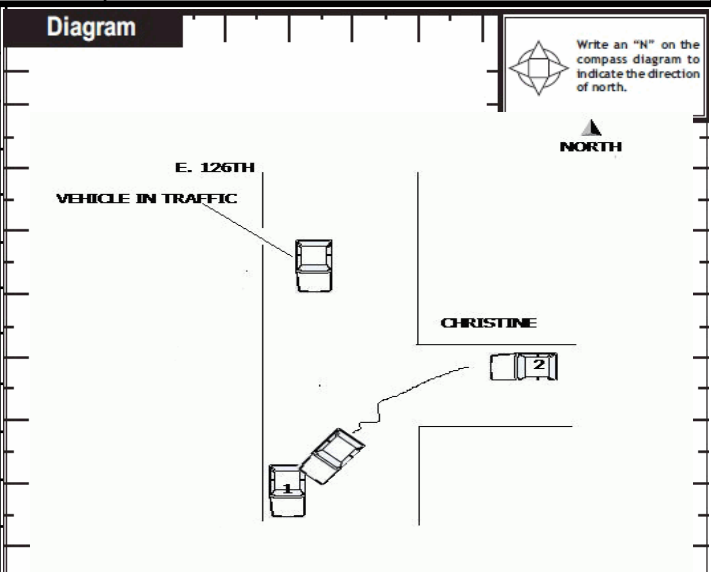 Diagram
Write an “N” on the
compass diagram to
indicate the direction
of north.
NORTH
E. 126TH
VEHICLE IN TRAFFIC
CHRISTINE
2
1